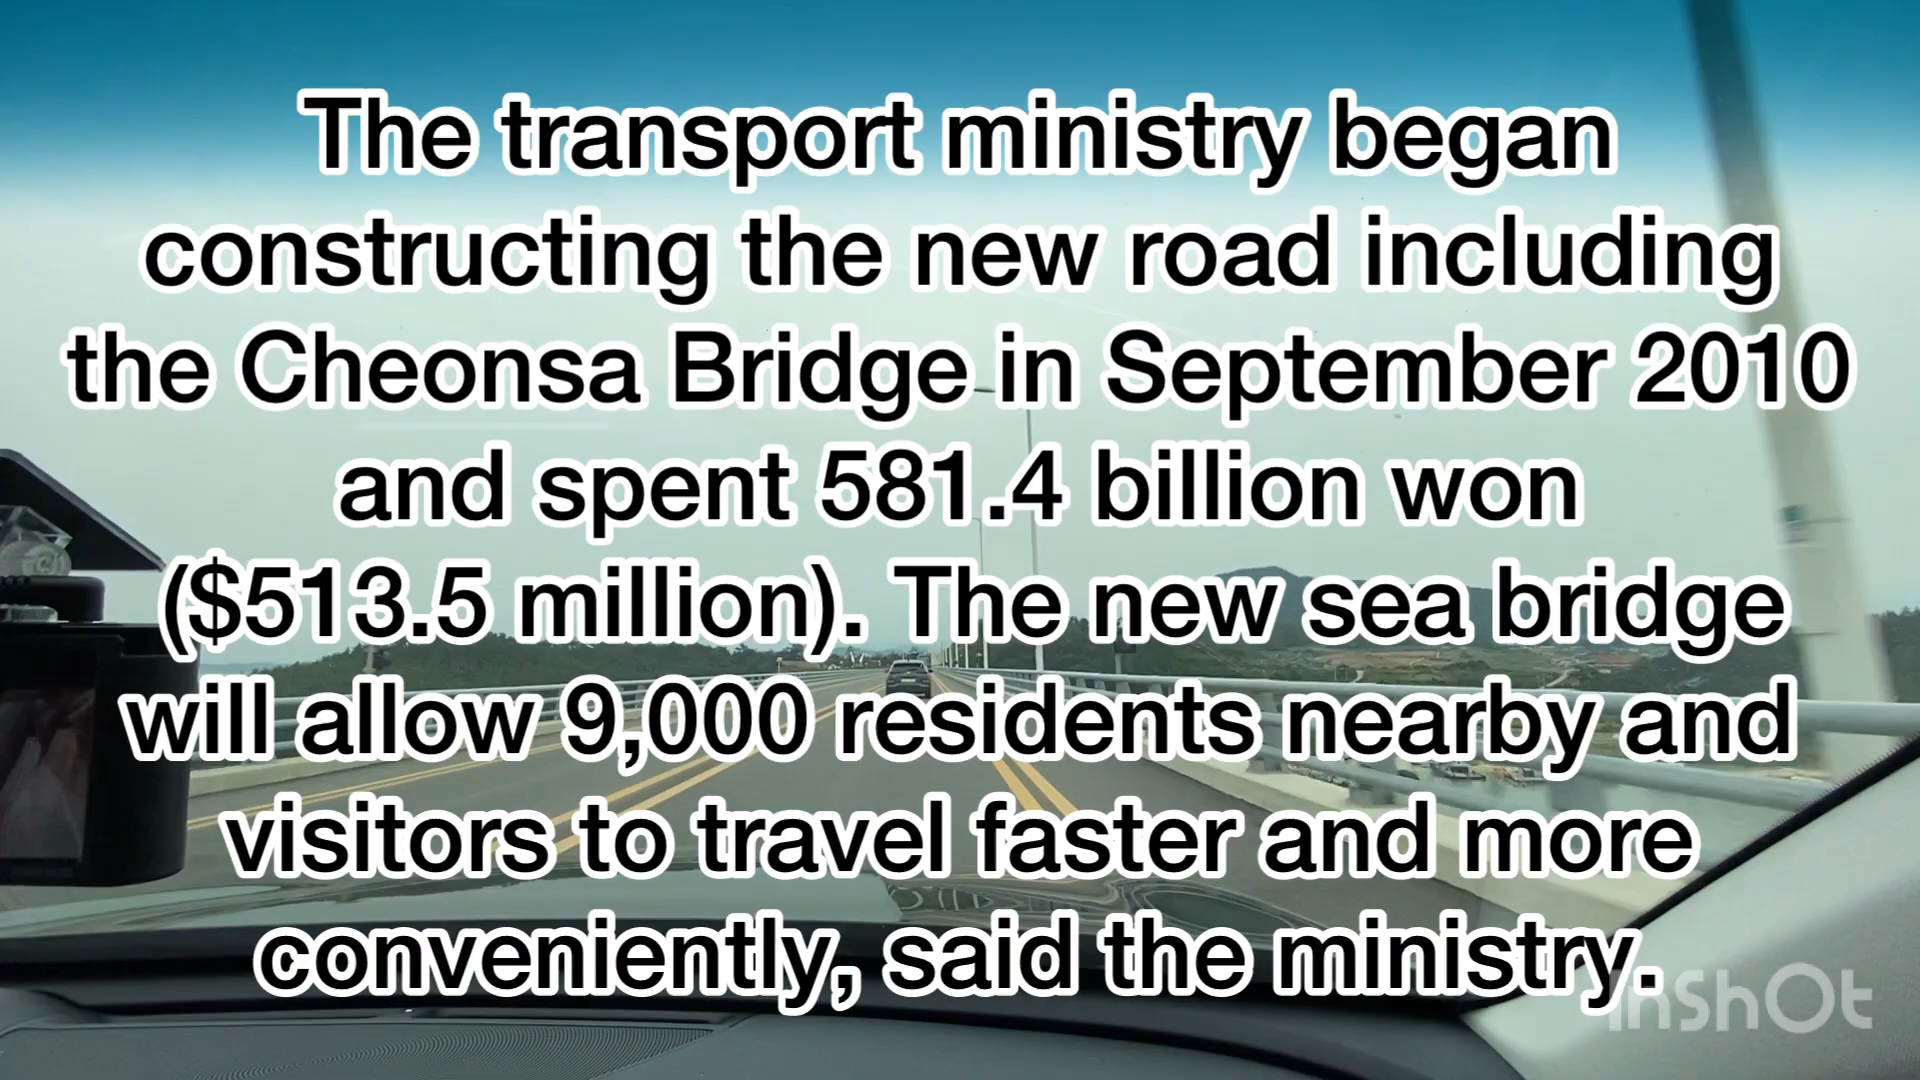 The transport ministry began
constructing the new road including
the Cheonsa Bridge in September 2010
and spent 581.4 billion won
($513.5 million). The new sea bridge
will allow 9,000 residents nearby and
visitors to travel faster and more
conveniently, said the ministry.
InShOt